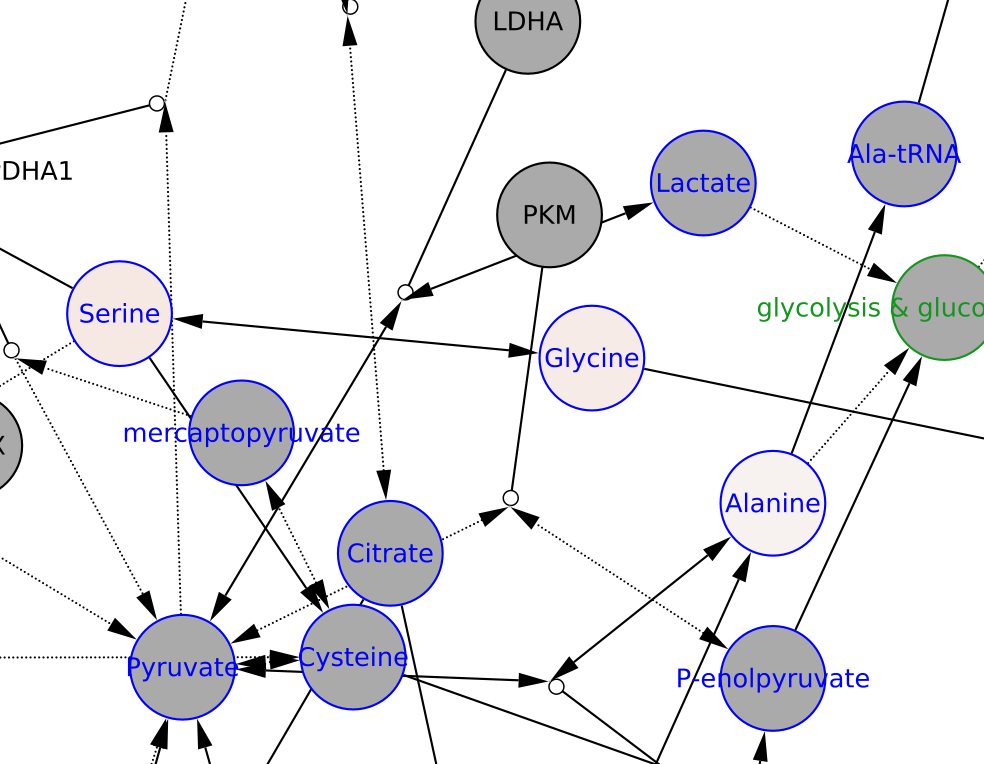 LDHA
Ala-tRNA
DHA1
Lactate
PKM
glycolysis & gluco
Serine
Glycine
mercaptopyruvate
X
Alanine
Citrate
Pyruvate
Cysteine
P-enolpyruvate